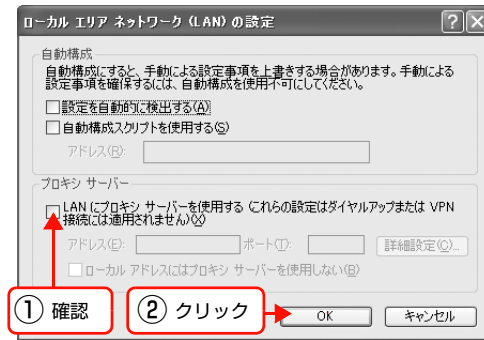 ローカル エリア ネットワーク (LAN) の設定
自動構成
自動構成にすると、手動による設定事項を上書きする場合があります。手動による
設定事項を確保するには、自動構成を使用不可にしてください。
設定を自動的に検出する(A)
自動構成スクリプトを使用する(S)
アドレス(R):
プロキシ サーバー
LAN にプロキシ サーバーを使用する (これらの設定はダイヤルアップまたは VPN
接続には適用されません)(X)
アドレス(E): ポート(T): 詳細設定(C)...
ローカル アドレスにはプロキシ サーバーを使用しない(B)
① 確認 ② クリック OK キャンセル